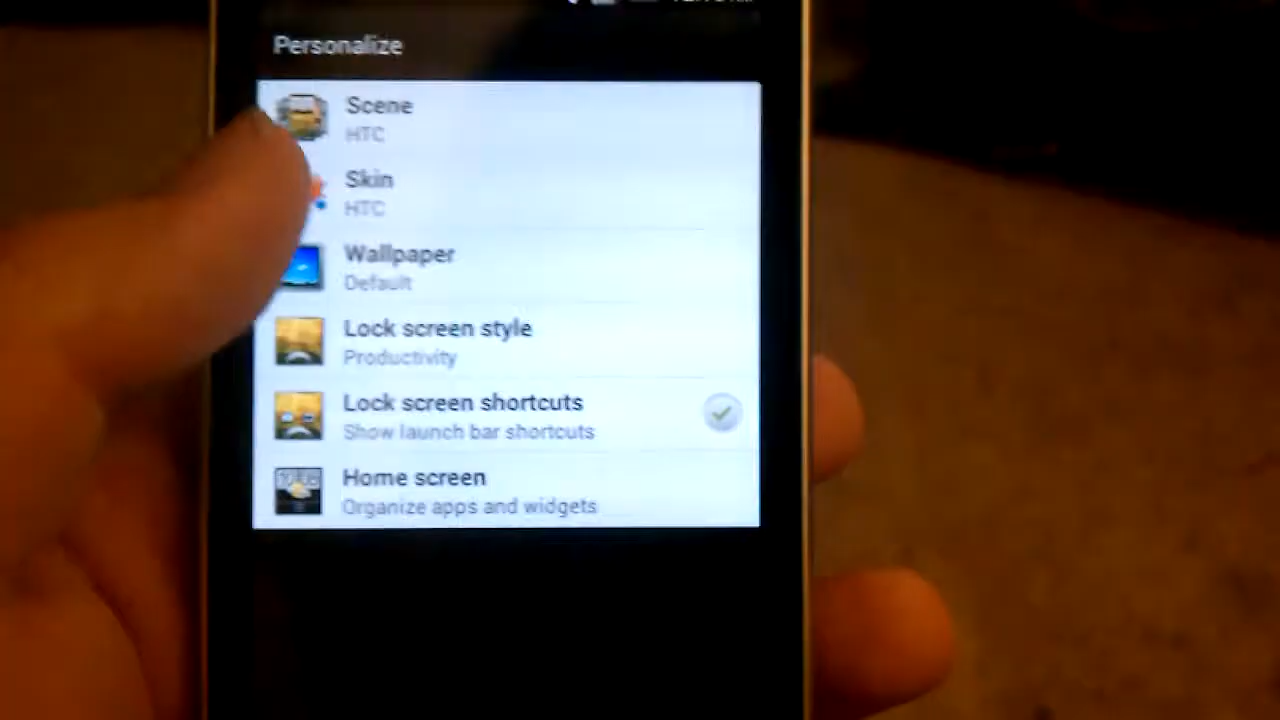 Personalize
Scene
HTC
Skin
HTC
Wallpaper
Default
Lock screen style
Productivity
Lock screen shortcuts
Show launch bar shortcuts
Home screen
Organize apps and widgets